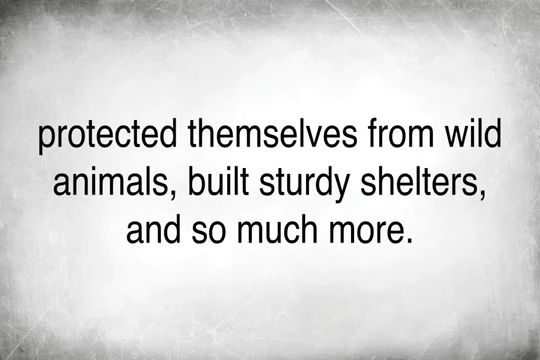 protected themselves from wild
animals, built sturdy shelters,
and so much more.